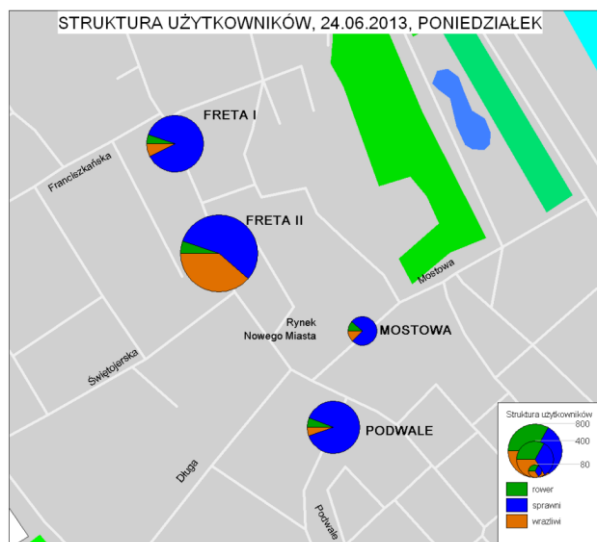 STRUKTURA UŻYTKOWNIKÓW, 24.06.2013, PONIEDZIAŁEK
FRETA I
Franciszkańska
FRETA II
Mostowa
Rynek
Nowego Miasta
MOSTOWA
Świętojerska
PODWALE
Długa
Podwale
Struktura użytkowników
800
400
80
rower
sprawni
wrażliwi